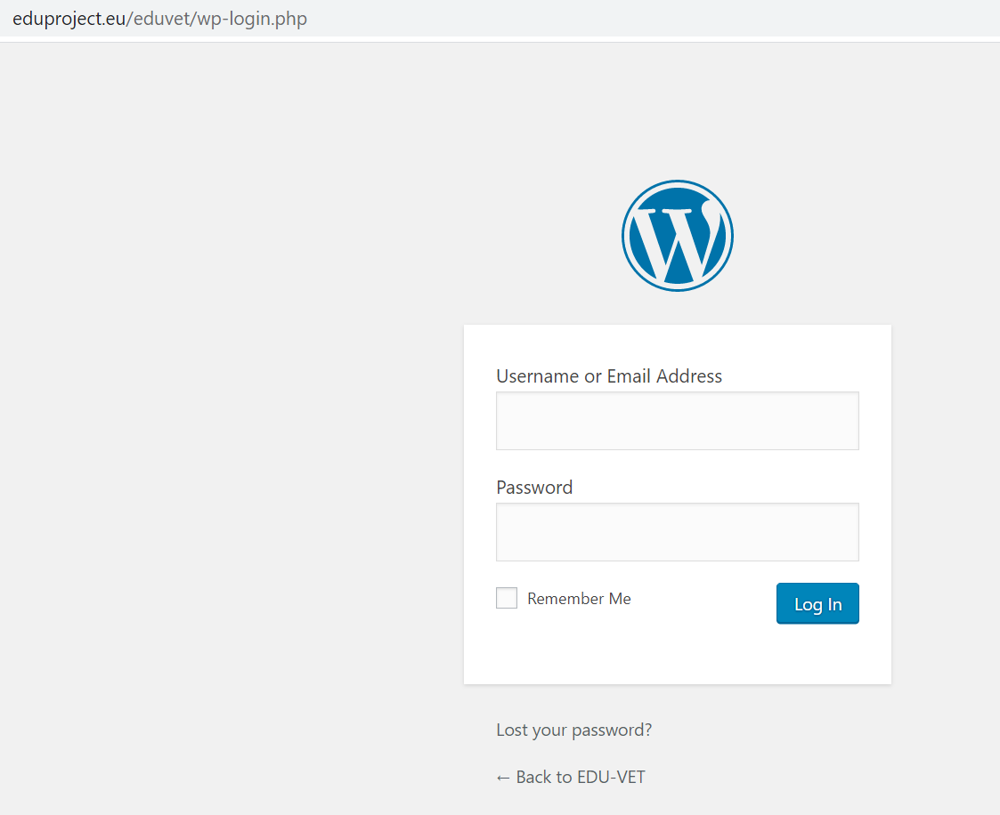 eduproject.eu/eduvet/wp-login.php
W
Username or Email Address
Password
Remember Me
Log In
Lost your password?
← Back to EDU-VET